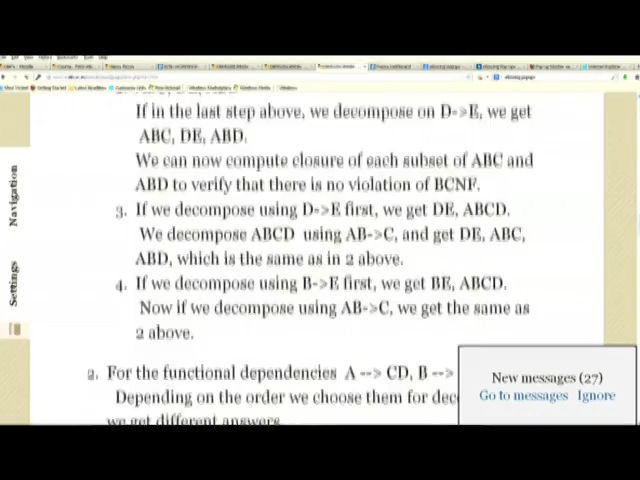 If in the last step above, we decompose on D->E, we get
ABC, DE, ABD.
We can now compute closure of each subset of ABC and
ABD to verify that there is no violation of BCNF.
3. If we decompose using D->E first, we get DE, ABCD.
We decompose ABCD using AB->C, and get DE, ABC,
ABD, which is the same as in 2 above.
4. If we decompose using B->E first, we get BE, ABCD.
Now if we decompose using AB->C, we get the same as
2 above.
2. For the functional dependencies A --> CD, B -->
Depending on the order we choose them for
we get different answers.
Navigation
Settings
New messages (27)
Go to messages Ignore